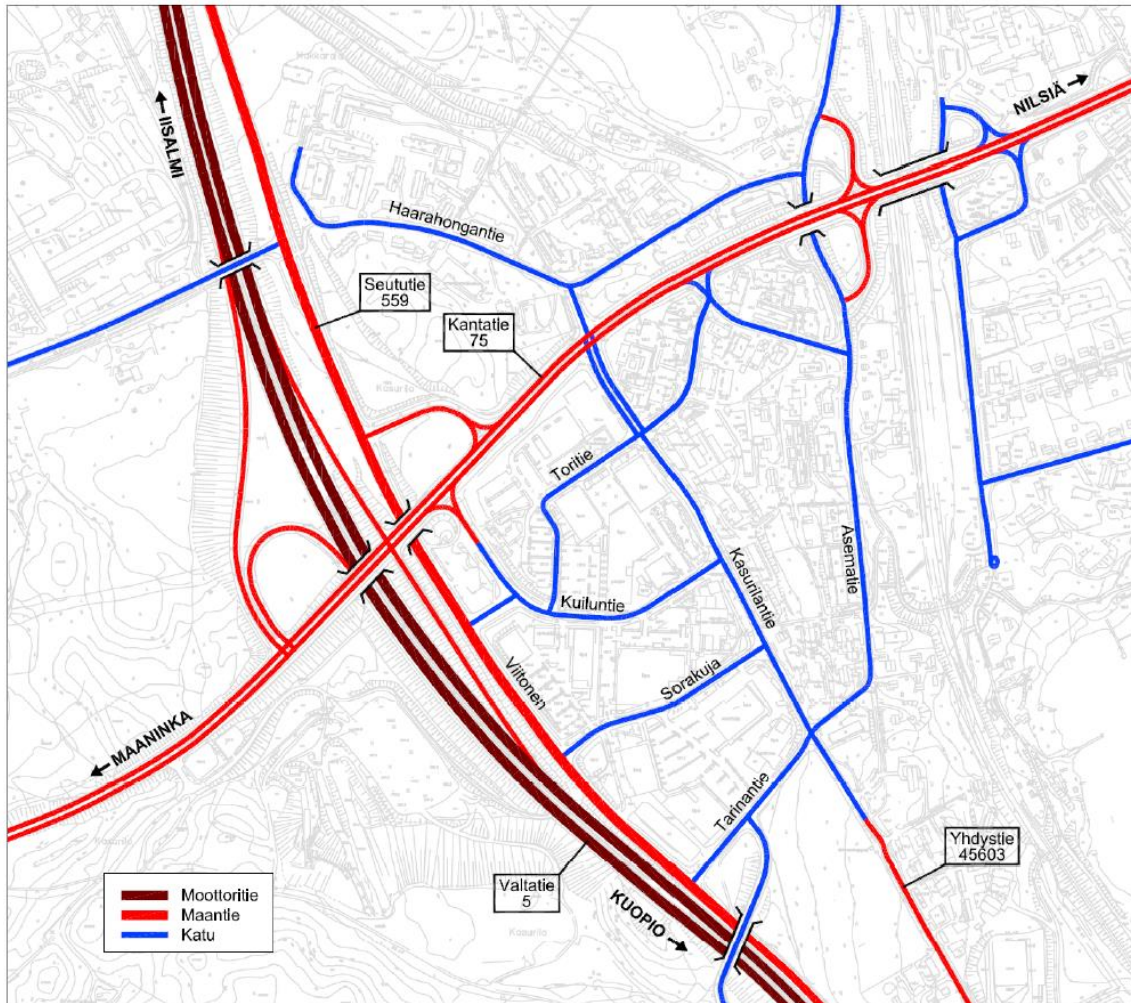 NILSIÄ
IISALMI
Haarahongantie
Seututie
559
Kantatie
75
Toritie
Asematie
Kasurilantie
Kuiluntie
Viitonen
Sorakuja
MAANINKA
Tarinantie
Yhdystie
45603
Valtatie
5
KUOPIO
Moottoritie
Maantie
Katu
Kasurila